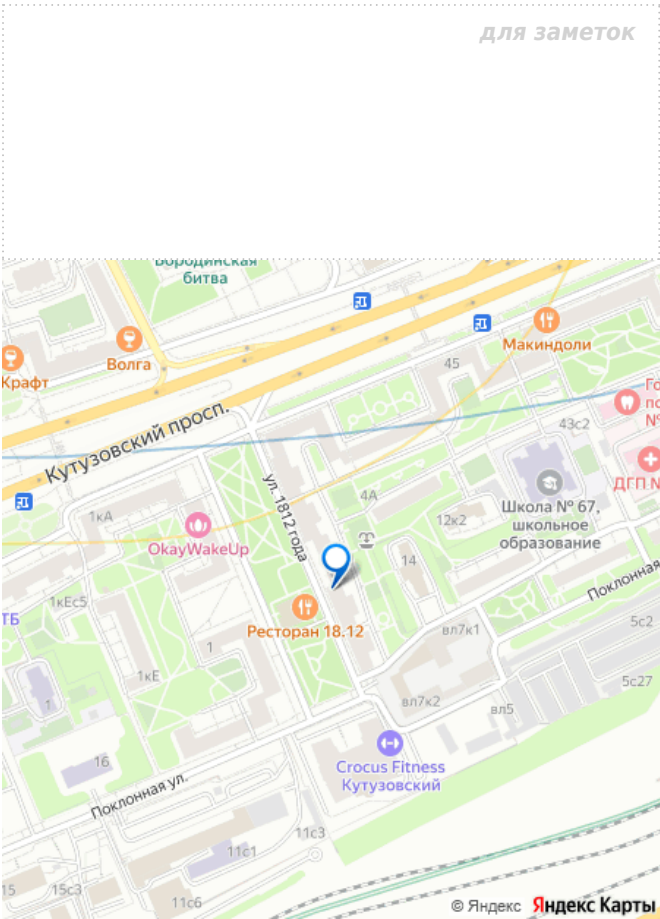 для заметок
Бородинская
битва
Волга
Крафт
Макиндоли
45
Кутузовский просп.
43с2
ДГП №
ул. 1812 года
4А
Школа № 67,
школьное
образование
1кА
OkayWakeUp
12к2
14
Поклонная
1кЕс5
ТБ
Ресторан 18.12
вл7к1
5с2
1
1кЕ
1
вл7к2
вл5
5с27
16
Crocus Fitness
Кутузовский
Поклонная ул.
11с3
11с1
15
15с3
11с6
© Яндекс Яндекс Карты